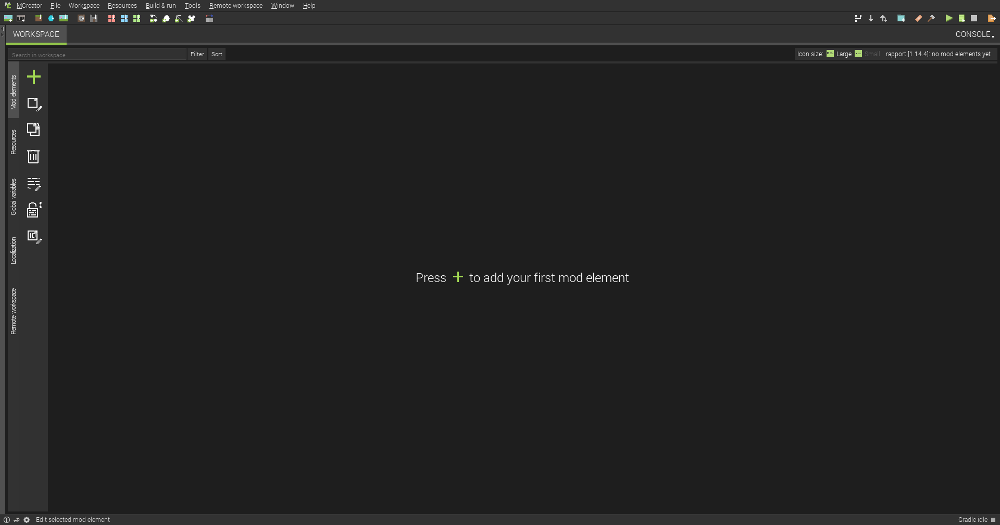 MCreator File Workspace Resources Build & run Tools Remote workspace Window Help
WORKSPACE
CONSOLE
Search in workspace
Filter
Sort
Icon size: Large Small rapport [1.14.4]: no mod elements yet
Mod elements
Resources
Global variables
Localization
Remote workspace
ID
Press + to add your first mod element
Edit selected mod element
Gradle idle